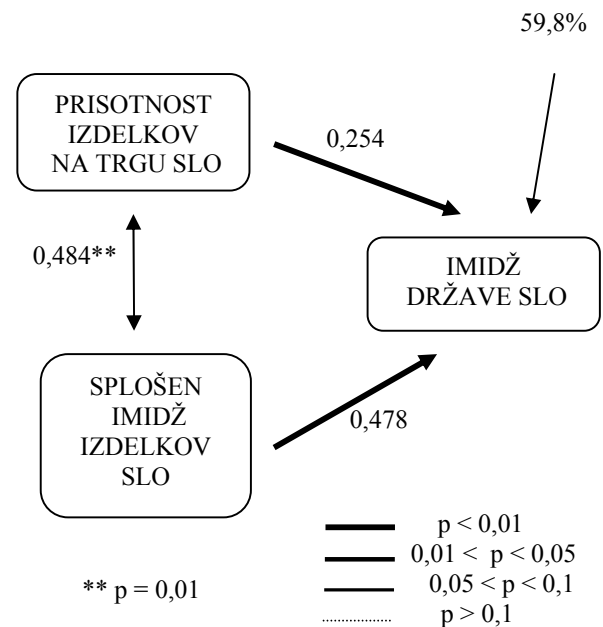 59,8%
PRISOTNOST
IZDELKOV
NA TRGU SLO
0,254
0,484**
IMIDŽ
DRŽAVE SLO
SPLOŠEN
IMIDŽ
IZDELKOV
SLO
0,478
p < 0,01
0,01 < p < 0,05
0,05 < p < 0,1
p > 0,1
** p = 0,01